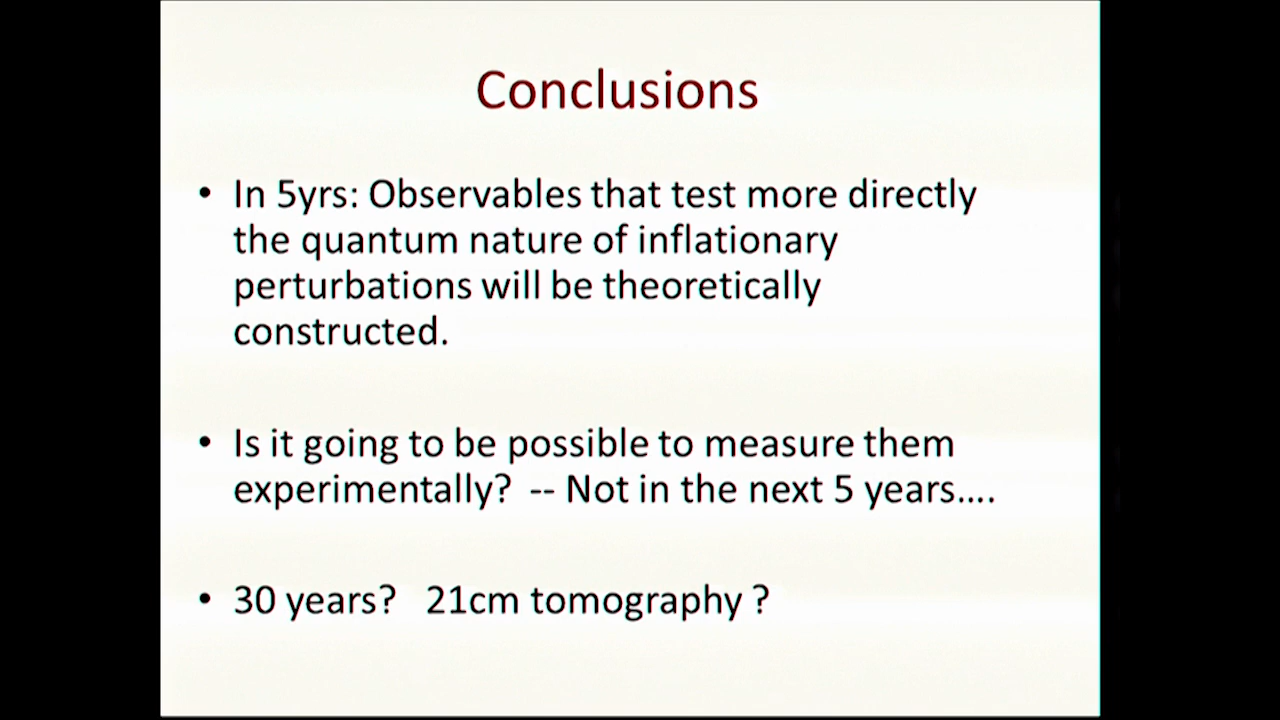 Conclusions
• In 5yrs: Observables that test more directly
the quantum nature of inflationary
perturbations will be theoretically
constructed.
• Is it going to be possible to measure them
experimentally?  -- Not in the next 5 years....
• 30 years?   21cm tomography ?